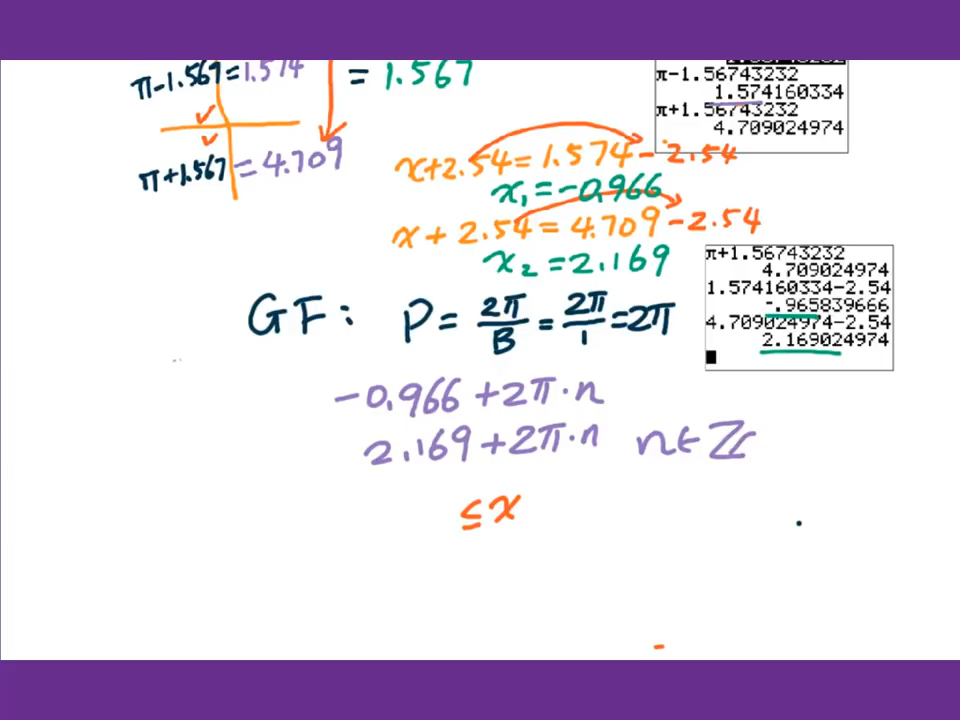 π-1.569=1.574
= 1.567
π-1.56743232
1.574160334
π+1.56743232
4.709024974
π+1.567 = 4.709
x+2.54 = 1.574 - 2.54
x₁ = -0.966
x + 2.54 = 4.709 - 2.54
x₂ = 2.169
π+1.56743232
4.709024974
1.574160334-2.54
-.965839666
4.709024974-2.54
2.169024974
GF: P = 2π/B = 2π/1 = 2π
-0.966 + 2π·n
2.169 + 2π·n n∈ℤ
≤ x